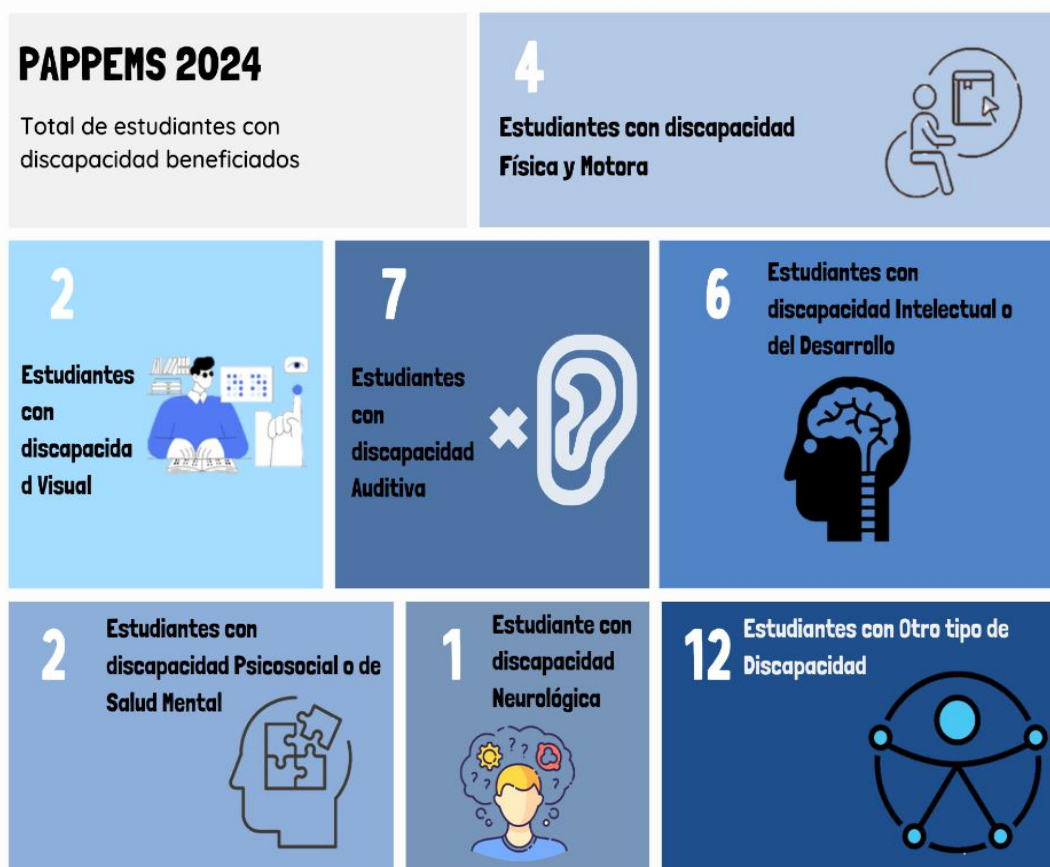 PAPPEMS 2024
Total de estudiantes con
discapacidad beneficiados
4
Estudiantes con discapacidad
Física y Motora
2
Estudiantes
con
discapacida
d Visual
7
Estudiantes
con
discapacidad
Auditiva
6
Estudiantes con
discapacidad Intelectual o
del Desarrollo
2
Estudiantes con
discapacidad Psicosocial o de
Salud Mental
1
Estudiante con
discapacidad
Neurológica
? ?
? ?
12
Estudiantes con Otro tipo de
Discapacidad